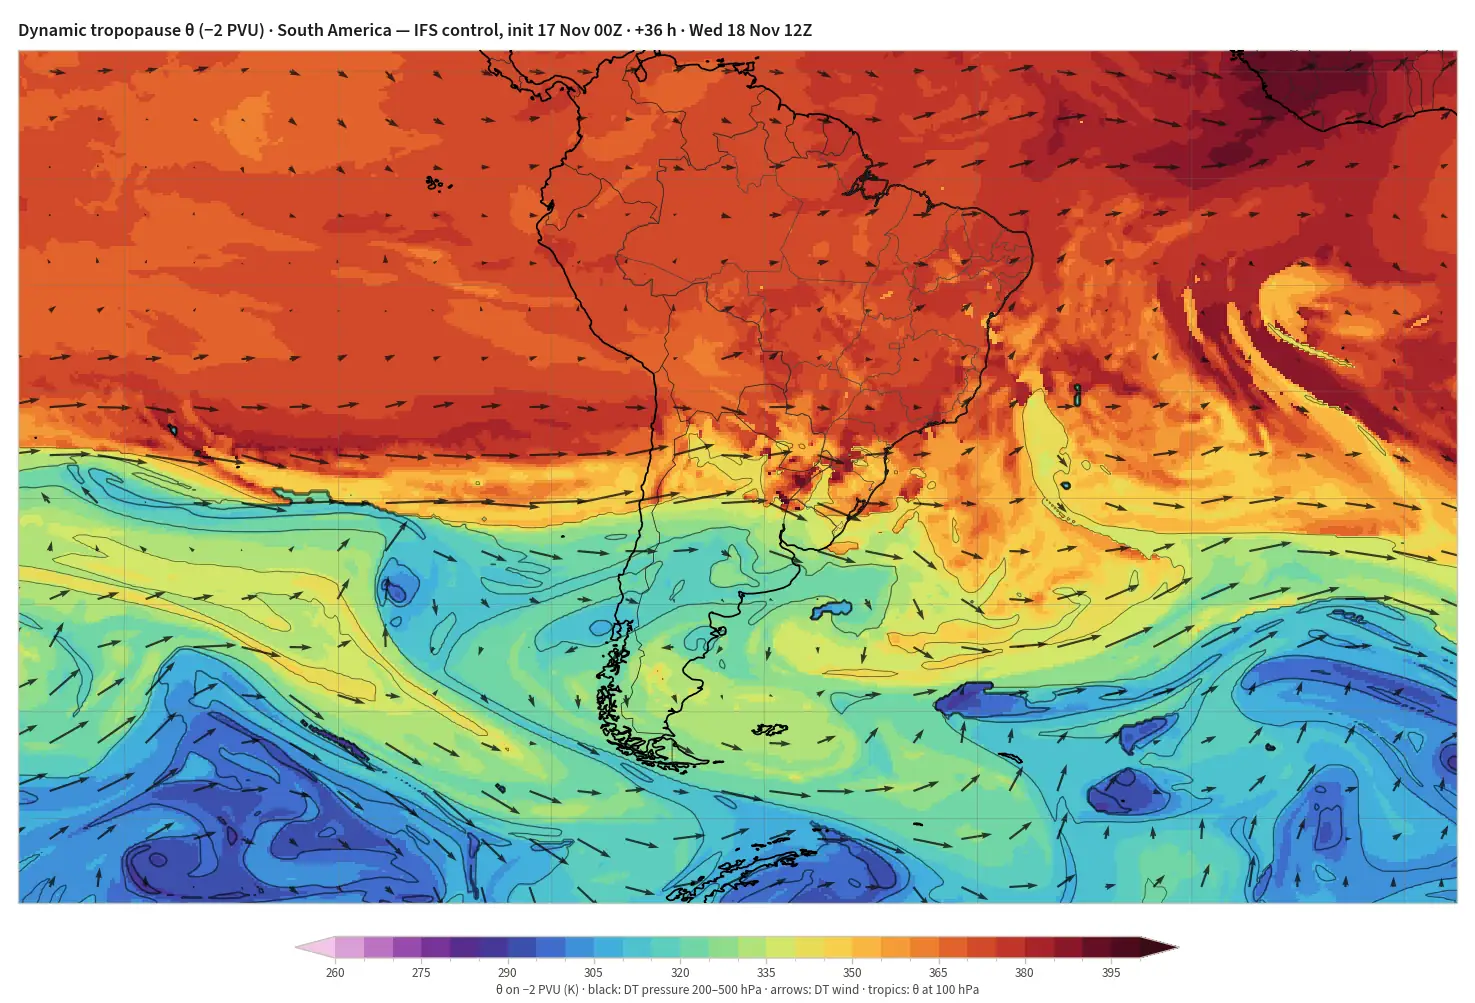 Dynamic tropopause θ (−2 PVU) · South America — IFS control, init 17 Nov 00Z · +36 h · Wed 18 Nov 12Z
260 275 290 305 320 335 350 365 380 395
θ on −2 PVU (K) · black: DT pressure 200–500 hPa · arrows: DT wind · tropics: θ at 100 hPa